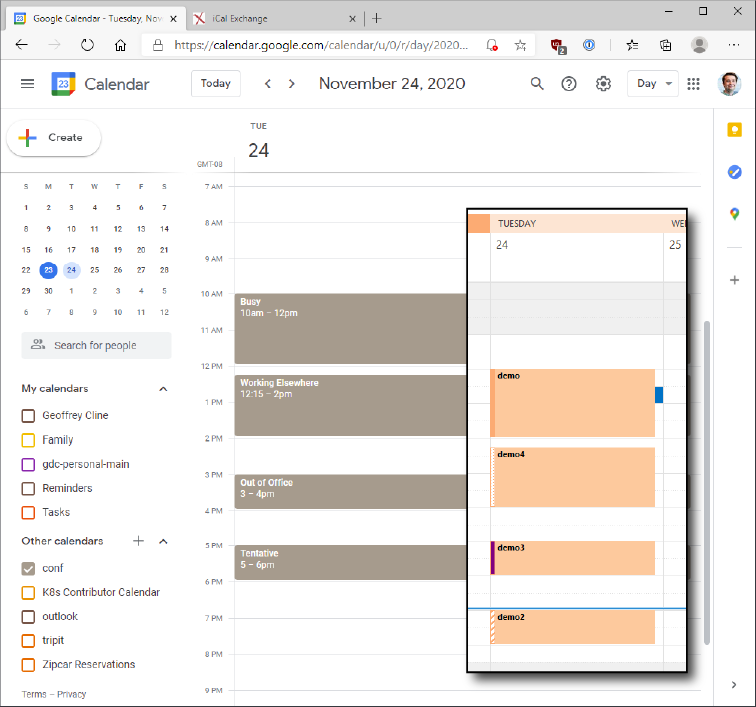 Google Calendar - Tuesday, Nov
iCal Exchange
https://calendar.google.com/calendar/u/0/r/day/2020...
2
23
Calendar
Today
November 24, 2020
Day
Create
TUE
24
GMT-08
S M T W T F S
1 2 3 4 5 6 7
8 9 10 11 12 13 14
15 16 17 18 19 20 21
22 23 24 25 26 27 28
29 30 1 2 3 4 5
6 7 8 9 10 11 12
Search for people
My calendars
Geoffrey Cline
Family
gdc-personal-main
Reminders
Tasks
Other calendars
conf
K8s Contributor Calendar
outlook
tripit
Zipcar Reservations
Terms – Privacy
7 AM
8 AM
9 AM
10 AM
11 AM
12 PM
1 PM
2 PM
3 PM
4 PM
5 PM
6 PM
7 PM
8 PM
9 PM
Busy
10am – 12pm
Working Elsewhere
12:15 – 2pm
Out of Office
3 – 4pm
Tentative
5 – 6pm
TUESDAY
WE
24
25
demo
demo4
demo3
demo2